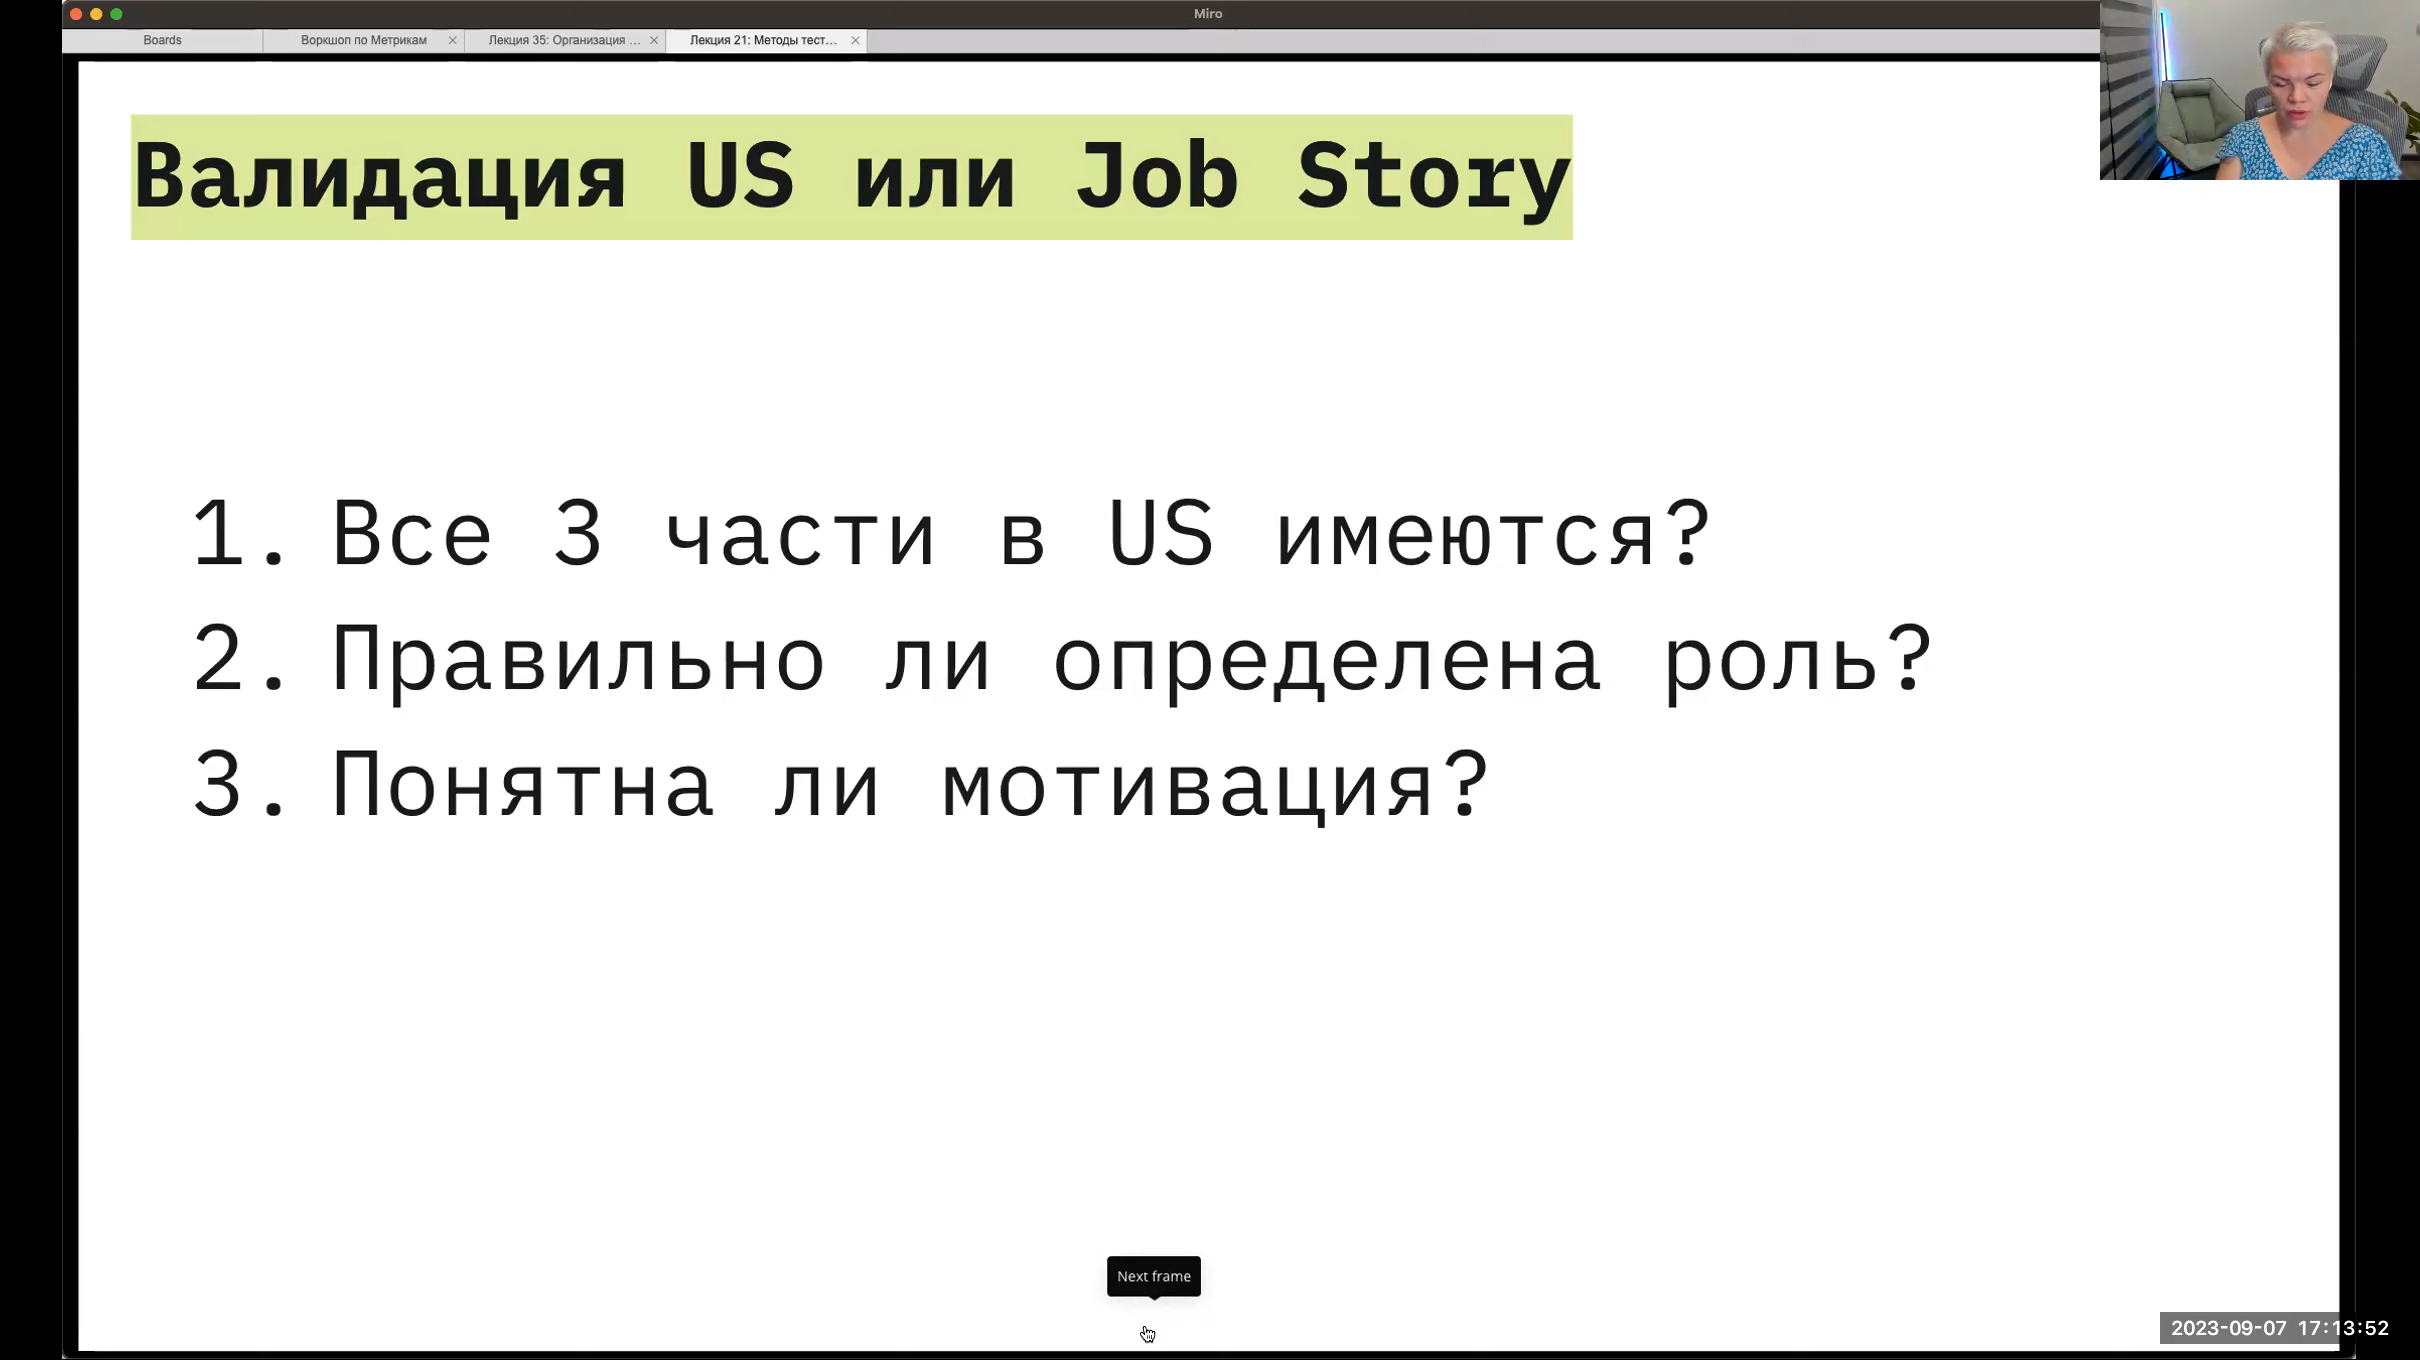 Miro
Boards
Воркшоп по Метрикам
Лекция 35: Организация ...
Лекция 21: Методы тест...
Валидация US или Job Story
1. Все 3 части в US имеются?
2. Правильно ли определена роль?
3. Понятна ли мотивация?
Next frame
2023-09-07 17:13:52